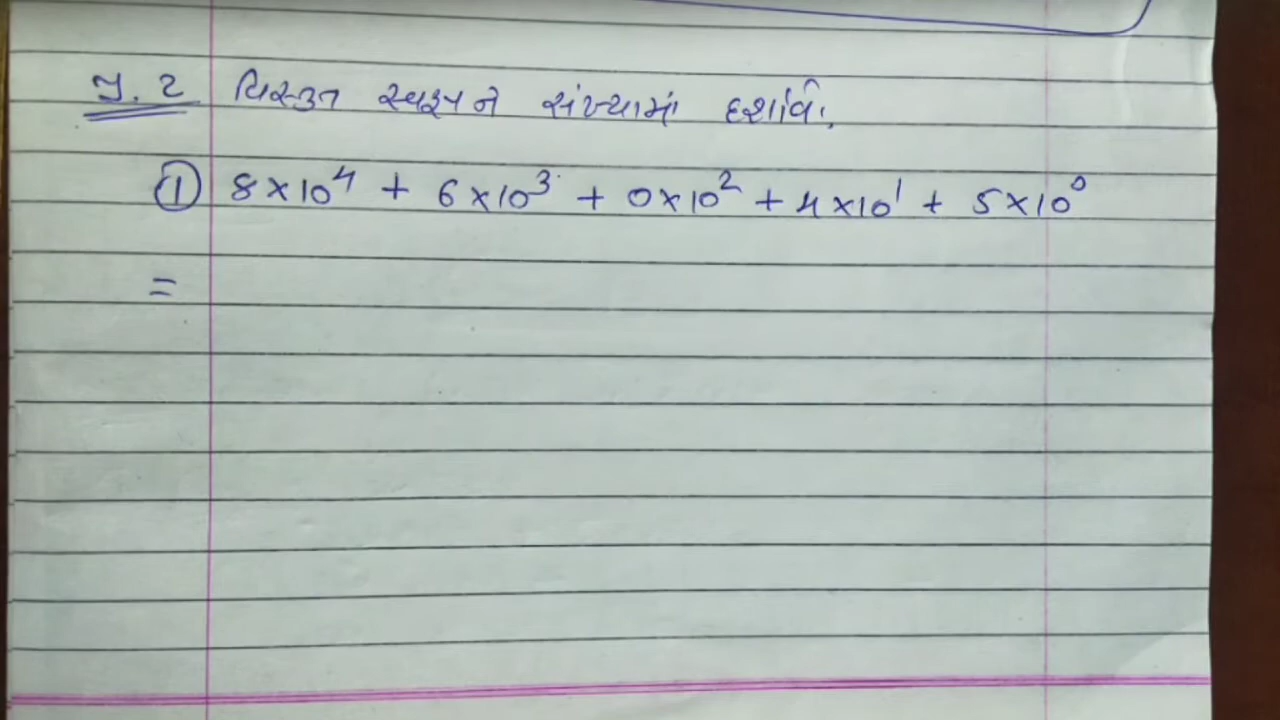 પ્ર. ૨ વિસ્તૃત સ્વરૂપને સંખ્યામાં દર્શાવો.
① 8×10⁴ + 6×10³ + 0×10² + 4×10¹ + 5×10⁰
=